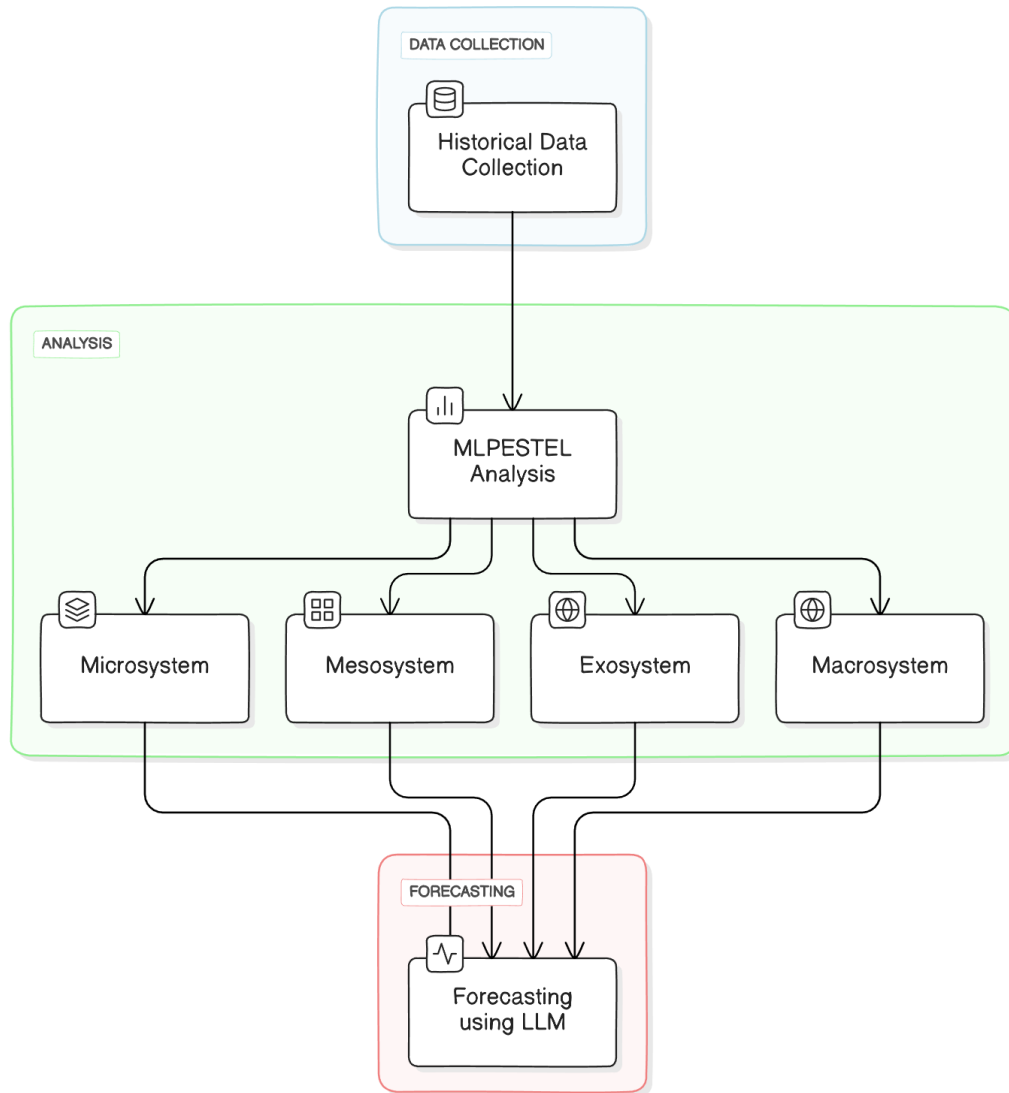 DATA COLLECTION
Historical Data
Collection
ANALYSIS
MLPESTEL
Analysis
Microsystem
Mesosystem
Exosystem
Macrosystem
FORECASTING
Forecasting
using LLM